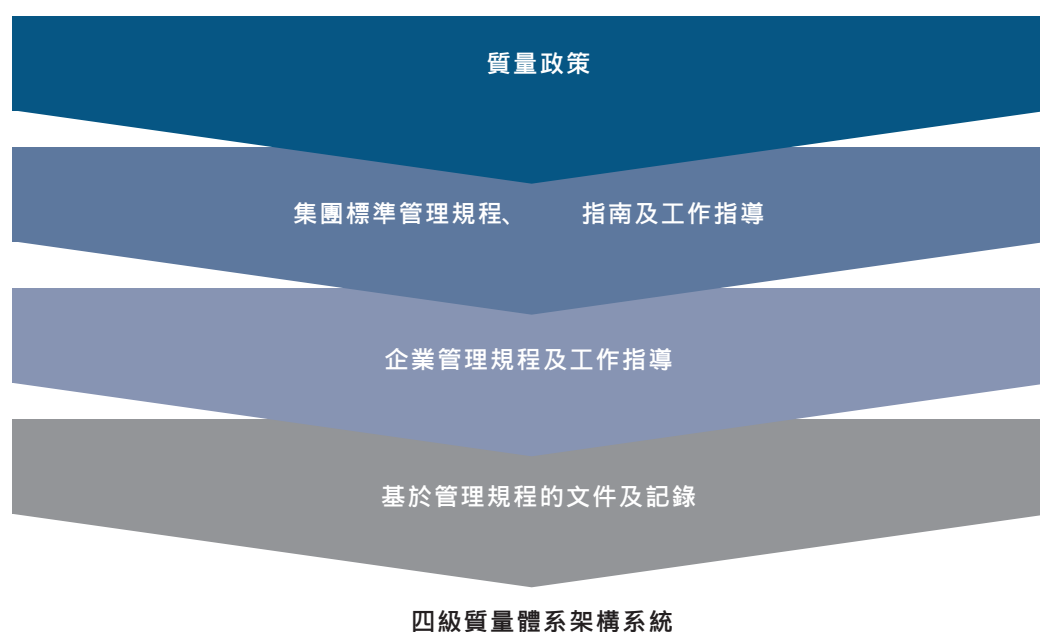 質量政策
集團標準管理規程、 指南及工作指導
企業管理規程及工作指導
基於管理規程的文件及記錄
四級質量體系架構系統